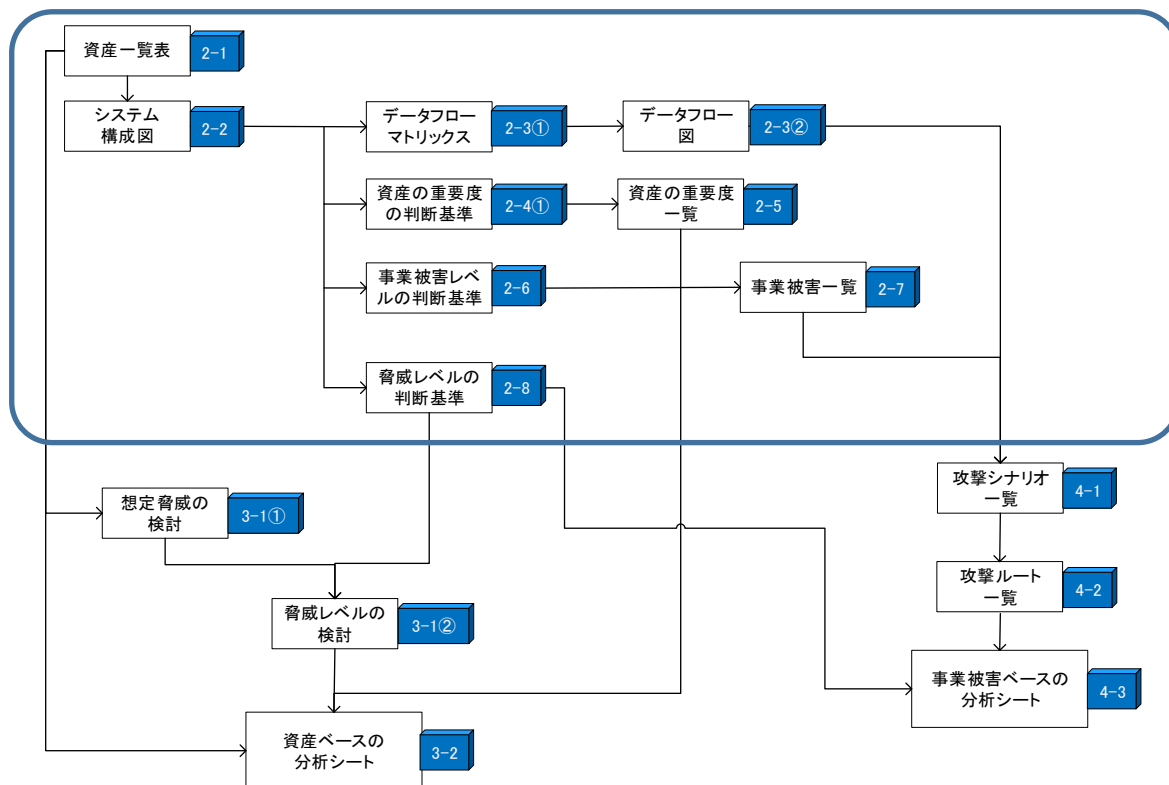 資産一覧表
2-1
システム
構成図
2-2
データフロー
マトリックス
2-3①
データフロー
図
2-3②
資産の重要度
の判断基準
2-4①
資産の重要度
一覧
2-5
事業被害レベ
ルの判断基準
2-6
事業被害一覧
2-7
脅威レベルの
判断基準
2-8
想定脅威の
検討
3-1①
攻撃シナリオ
一覧
4-1
攻撃ルート
一覧
4-2
脅威レベルの
検討
3-1②
事業被害ベースの
分析シート
4-3
資産ベースの
分析シート
3-2